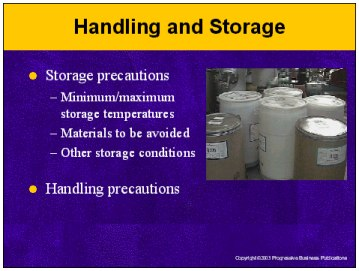 Handling and Storage
Storage precautions
– Minimum/maximum
storage temperatures
– Materials to be avoided
– Other storage conditions
Handling precautions
Copyright ©2003 Progressive Business Publications